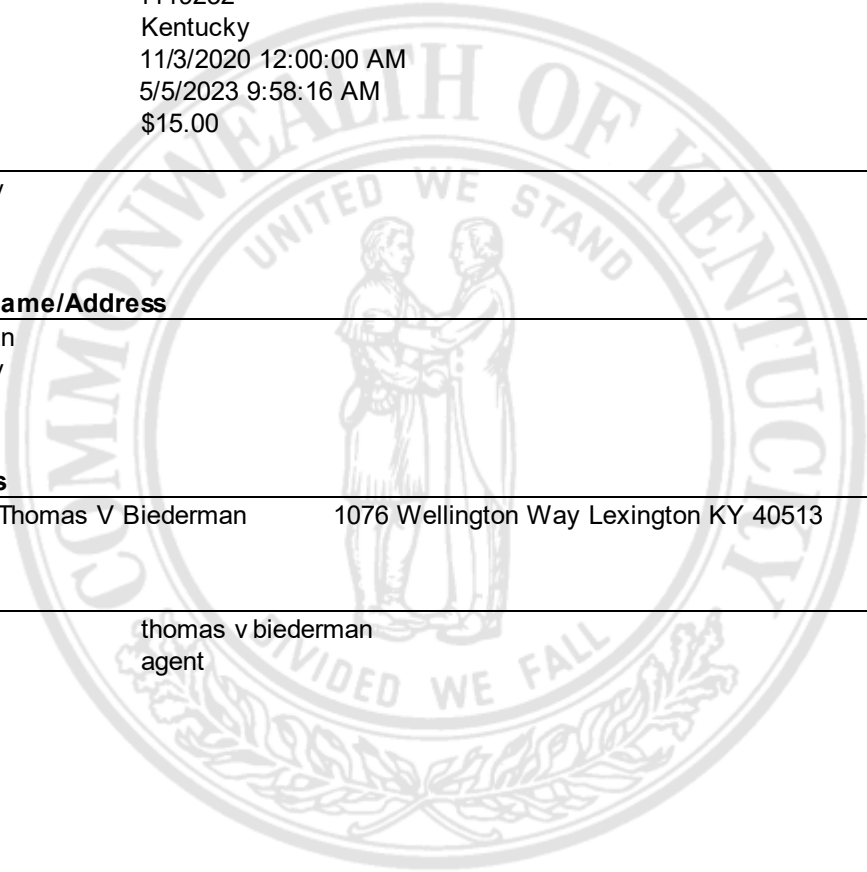 Kentucky
11/3/2020 12:00:00 AM
5/5/2023 9:58:16 AM
$15.00
ame/Address
n
s
Thomas V Biederman 1076 Wellington Way Lexington KY 40513
thomas v biederman
agent
COMMONWEALTH OF KENTUCKY
UNITED WE STAND
DIVIDED WE FALL